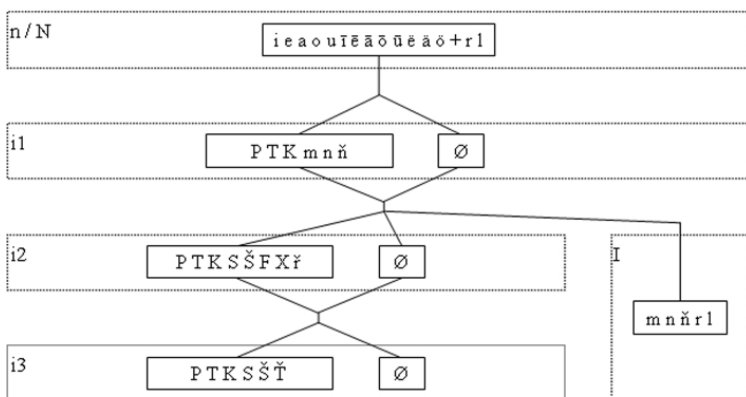 n / N
i e a o u ī ē ā ō ū ë ä ö + r l
i1
P T K m n ň
Ø
i2
P T K S Š F X ř
Ø
I
m n ň r l
i3
P T K S Š Ť
Ø